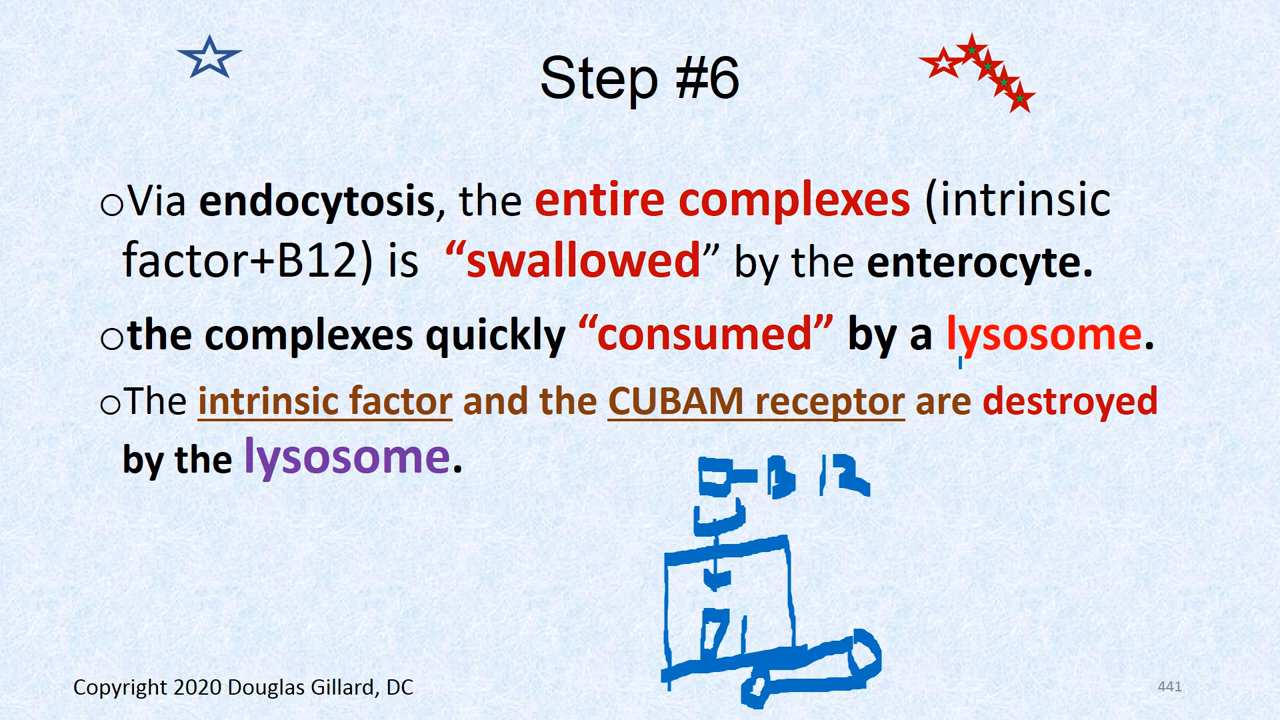 Step #6
oVia endocytosis, the entire complexes (intrinsic
factor+B12) is “swallowed” by the enterocyte.
othe complexes quickly “consumed” by a lysosome.
oThe intrinsic factor and the CUBAM receptor are destroyed
by the lysosome.
B 12
Copyright 2020 Douglas Gillard, DC
441